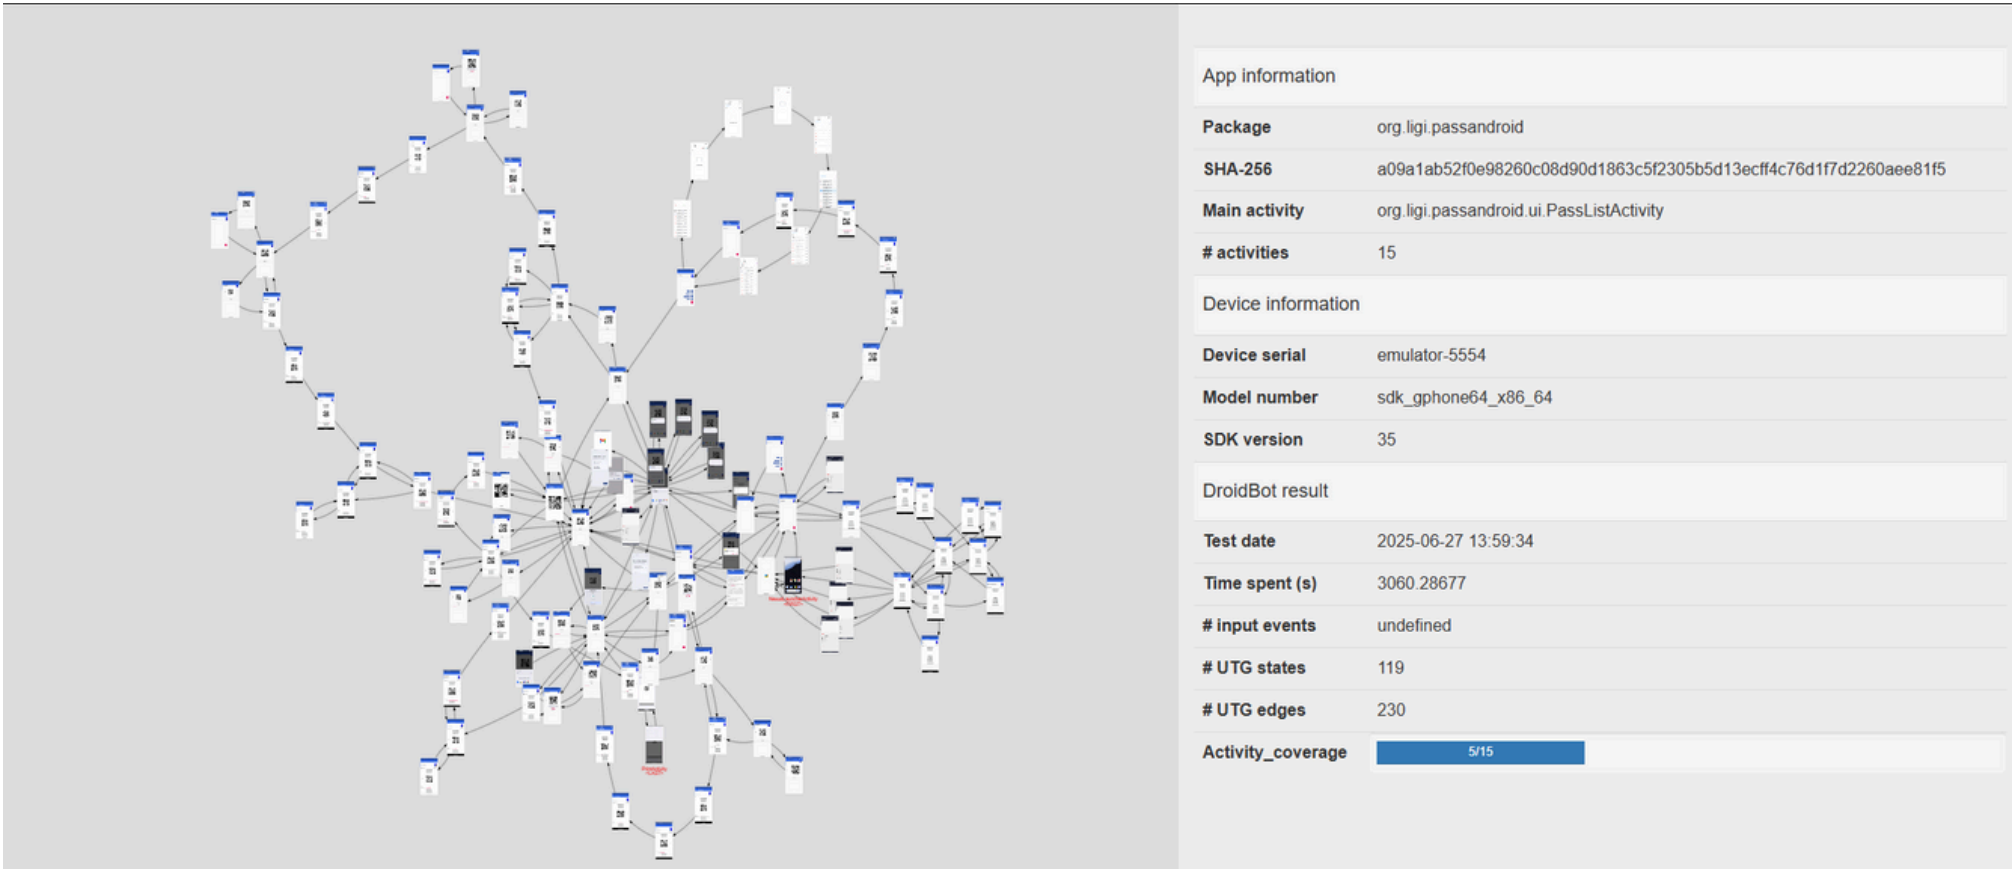 App information
Package org.ligi.passandroid
SHA-256 a09a1ab52f0e98260c08d90d1863c5f2305b5d13ecff4c76d1f7d2260aee81f5
Main activity org.ligi.passandroid.ui.PassListActivity
# activities 15
Device information
Device serial emulator-5554
Model number sdk_gphone64_x86_64
SDK version 35
DroidBot result
Test date 2025-06-27 13:59:34
Time spent (s) 3060.28677
# input events undefined
# UTG states 119
# UTG edges 230
Activity_coverage 5/15